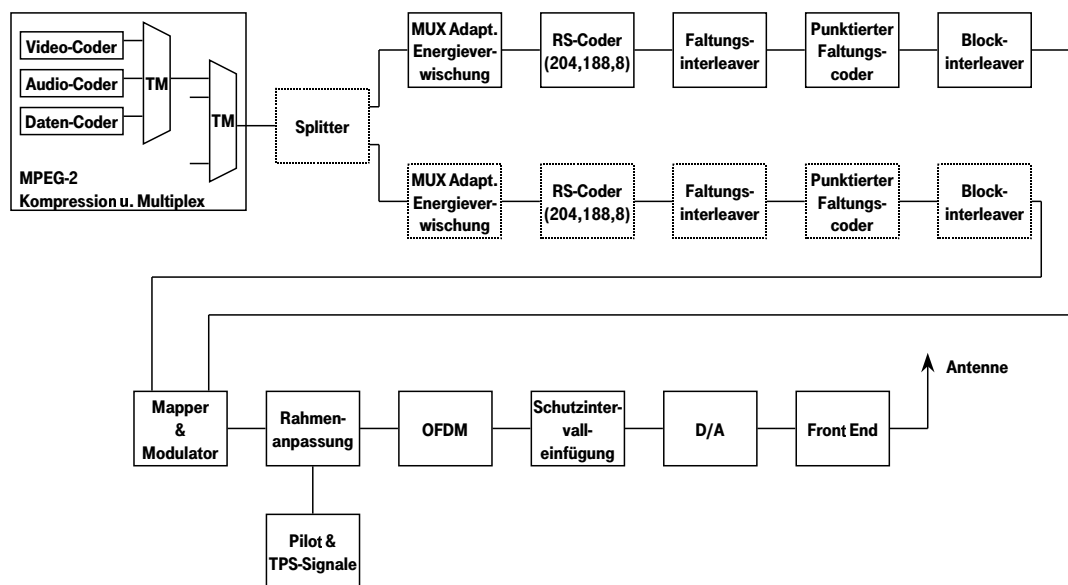 Video-Coder
Audio-Coder
Daten-Coder
TM
TM
MPEG-2
Kompression u. Multiplex
Splitter
MUX Adapt.
Energiever-
wischung
RS-Coder
(204,188,8)
Faltungs-
interleaver
Punktierter
Faltungs-
coder
Block-
interleaver
MUX Adapt.
Energiever-
wischung
RS-Coder
(204,188,8)
Faltungs-
interleaver
Punktierter
Faltungs-
coder
Block-
interleaver
Antenne
Mapper
&
Modulator
Rahmen-
anpassung
OFDM
Schutzinter-
vall-
einfügung
D/A
Front End
Pilot &
TPS-Signale